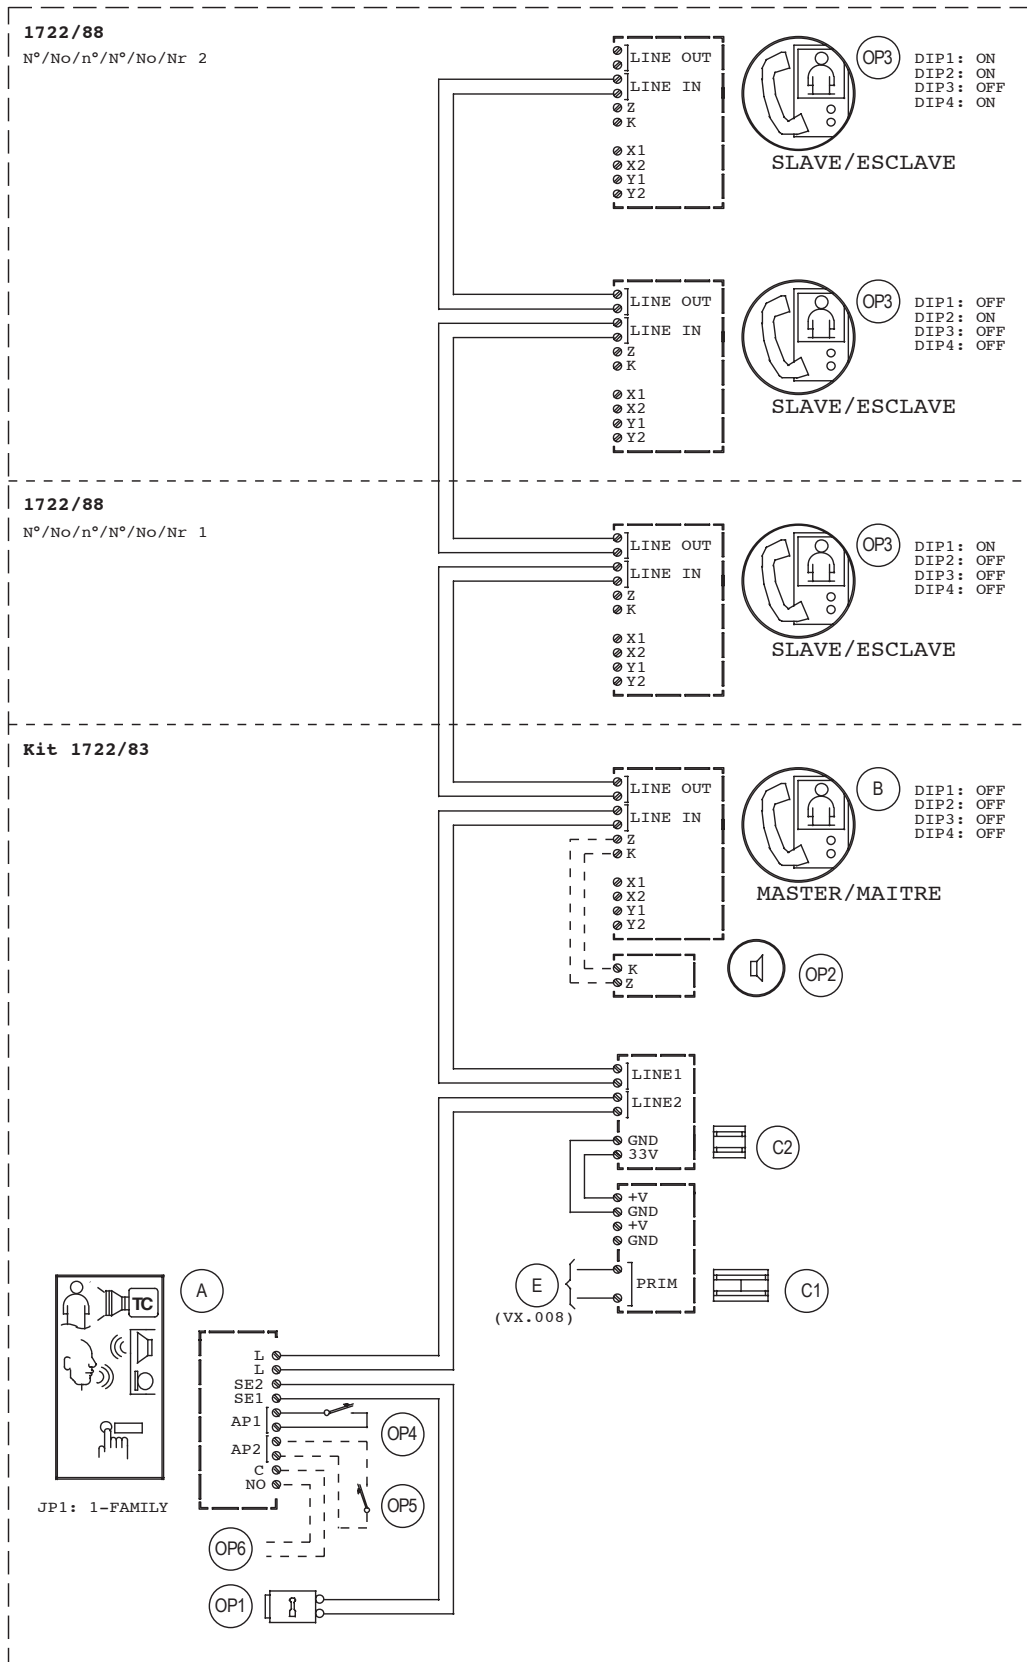 1722/88
N°/No/n°/N°/No/Nr 2
LINE OUT
LINE IN
Z
K
X1
X2
Y1
Y2
OP3
DIP1: ON
DIP2: ON
DIP3: OFF
DIP4: ON
SLAVE/ESCLAVE
LINE OUT
LINE IN
Z
K
X1
X2
Y1
Y2
OP3
DIP1: OFF
DIP2: ON
DIP3: OFF
DIP4: OFF
SLAVE/ESCLAVE
1722/88
N°/No/n°/N°/No/Nr 1
LINE OUT
LINE IN
Z
K
X1
X2
Y1
Y2
OP3
DIP1: ON
DIP2: OFF
DIP3: OFF
DIP4: OFF
SLAVE/ESCLAVE
Kit 1722/83
LINE OUT
LINE IN
Z
K
X1
X2
Y1
Y2
B
DIP1: OFF
DIP2: OFF
DIP3: OFF
DIP4: OFF
MASTER/MAITRE
K
Z
OP2
LINE1
LINE2
GND
33V
C2
+V
GND
+V
GND
PRIM
C1
E
(VX.008)
A
TC
JP1: 1-FAMILY
L
L
SE2
SE1
AP1
AP2
C
NO
OP4
OP5
OP6
OP1